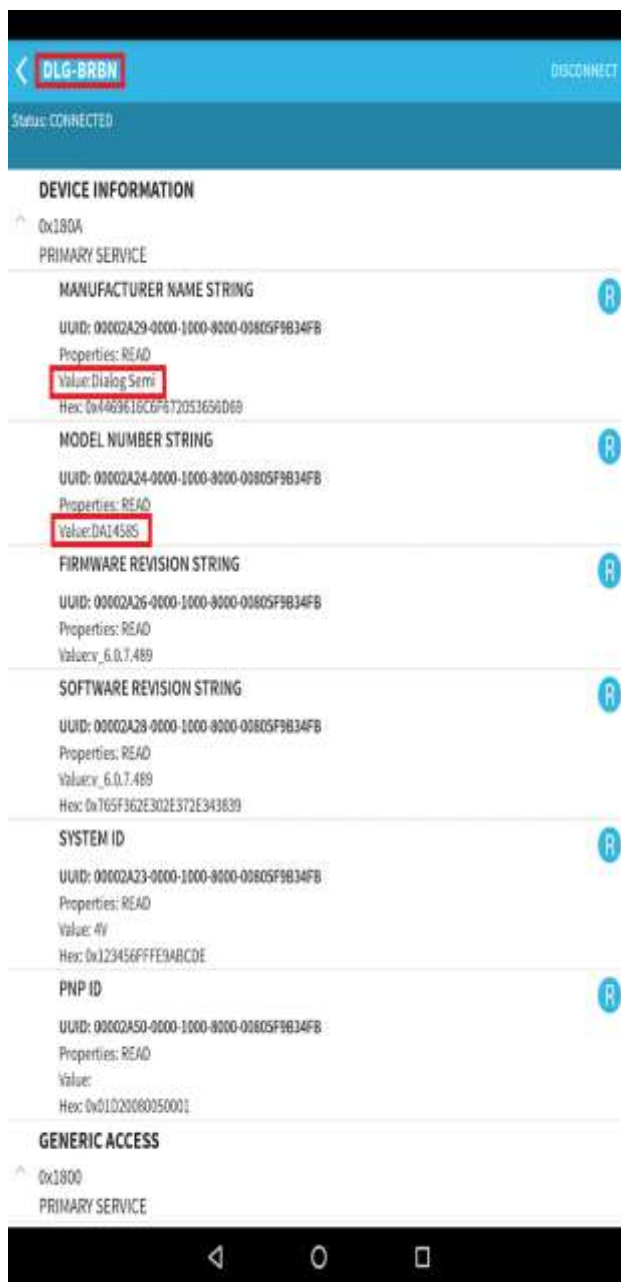 DLG-BRBN
DISCONNECT
Status: CONNECTED
DEVICE INFORMATION
0x180A
PRIMARY SERVICE
MANUFACTURER NAME STRING
R
UUID: 00002A29-0000-1000-8000-00805F9B34FB
Properties: READ
Value:Dialog Semi
Hex: 0x4469616C6F672053656D69
MODEL NUMBER STRING
R
UUID: 00002A24-0000-1000-8000-00805F9B34FB
Properties: READ
Value:DA14585
FIRMWARE REVISION STRING
R
UUID: 00002A26-0000-1000-8000-00805F9B34FB
Properties: READ
Value:v_6.0.7.489
SOFTWARE REVISION STRING
R
UUID: 00002A28-0000-1000-8000-00805F9B34FB
Properties: READ
Value:v_6.0.7.489
Hex: 0x765F362E302E372E343839
SYSTEM ID
R
UUID: 00002A23-0000-1000-8000-00805F9B34FB
Properties: READ
Value: 4V
Hex: 0x123456FFFE9ABCDE
PNP ID
R
UUID: 00002A50-0000-1000-8000-00805F9B34FB
Properties: READ
Value:
Hex: 0x01D20080050001
GENERIC ACCESS
0x1800
PRIMARY SERVICE